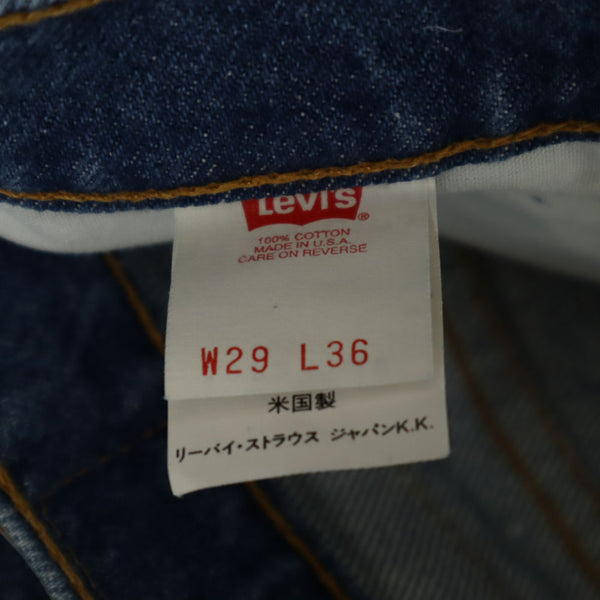 Levi's ®
100% COTTON
MADE IN U.S.A.
CARE ON REVERSE
W29 L36
米国製
リーバイ・ストラウス ジャパンK.K.